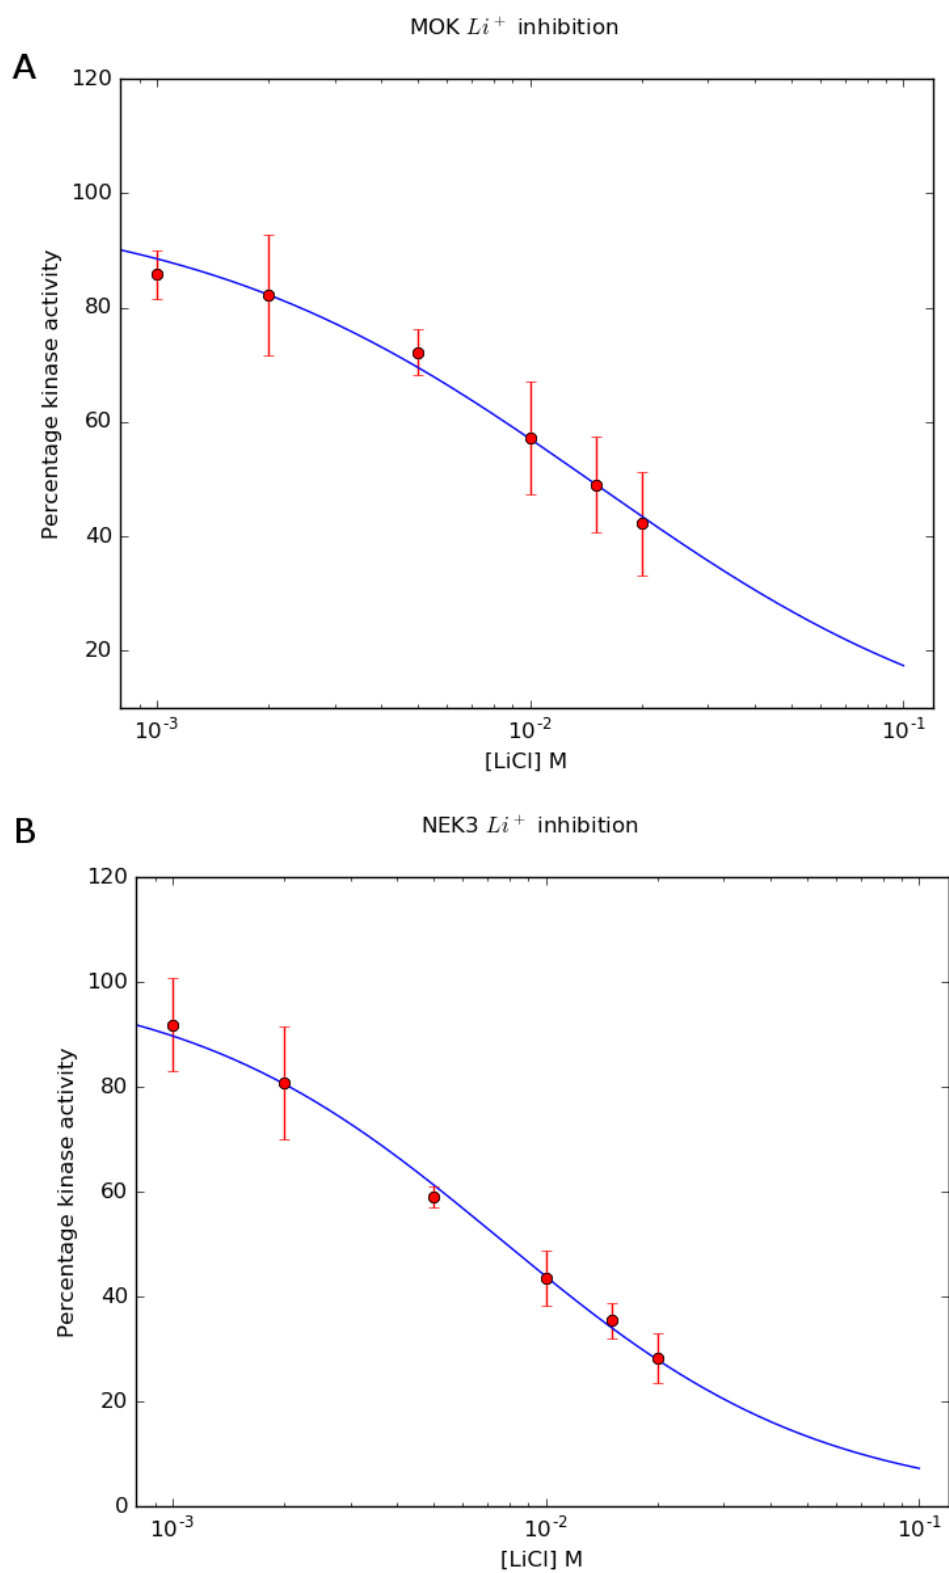 MOK Li+ inhibition
A
120
100
80
60
40
20
Percentage kinase activity
10-3 10-2 10-1
[LiCl] M
NEK3 Li+ inhibition
B
120
100
80
60
40
20
0
Percentage kinase activity
10-3 10-2 10-1
[LiCl] M